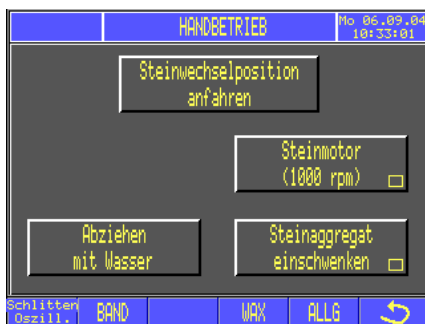 HANDBETRIEB
Mo 06.09.04
10:33:01
Steinwechselposition
anfahren
Steinmotor
(1000 rpm)
Abziehen
mit Wasser
Steinaggregat
einschwenken
Schlitten
Oszill.
BAND
WAX
ALLG